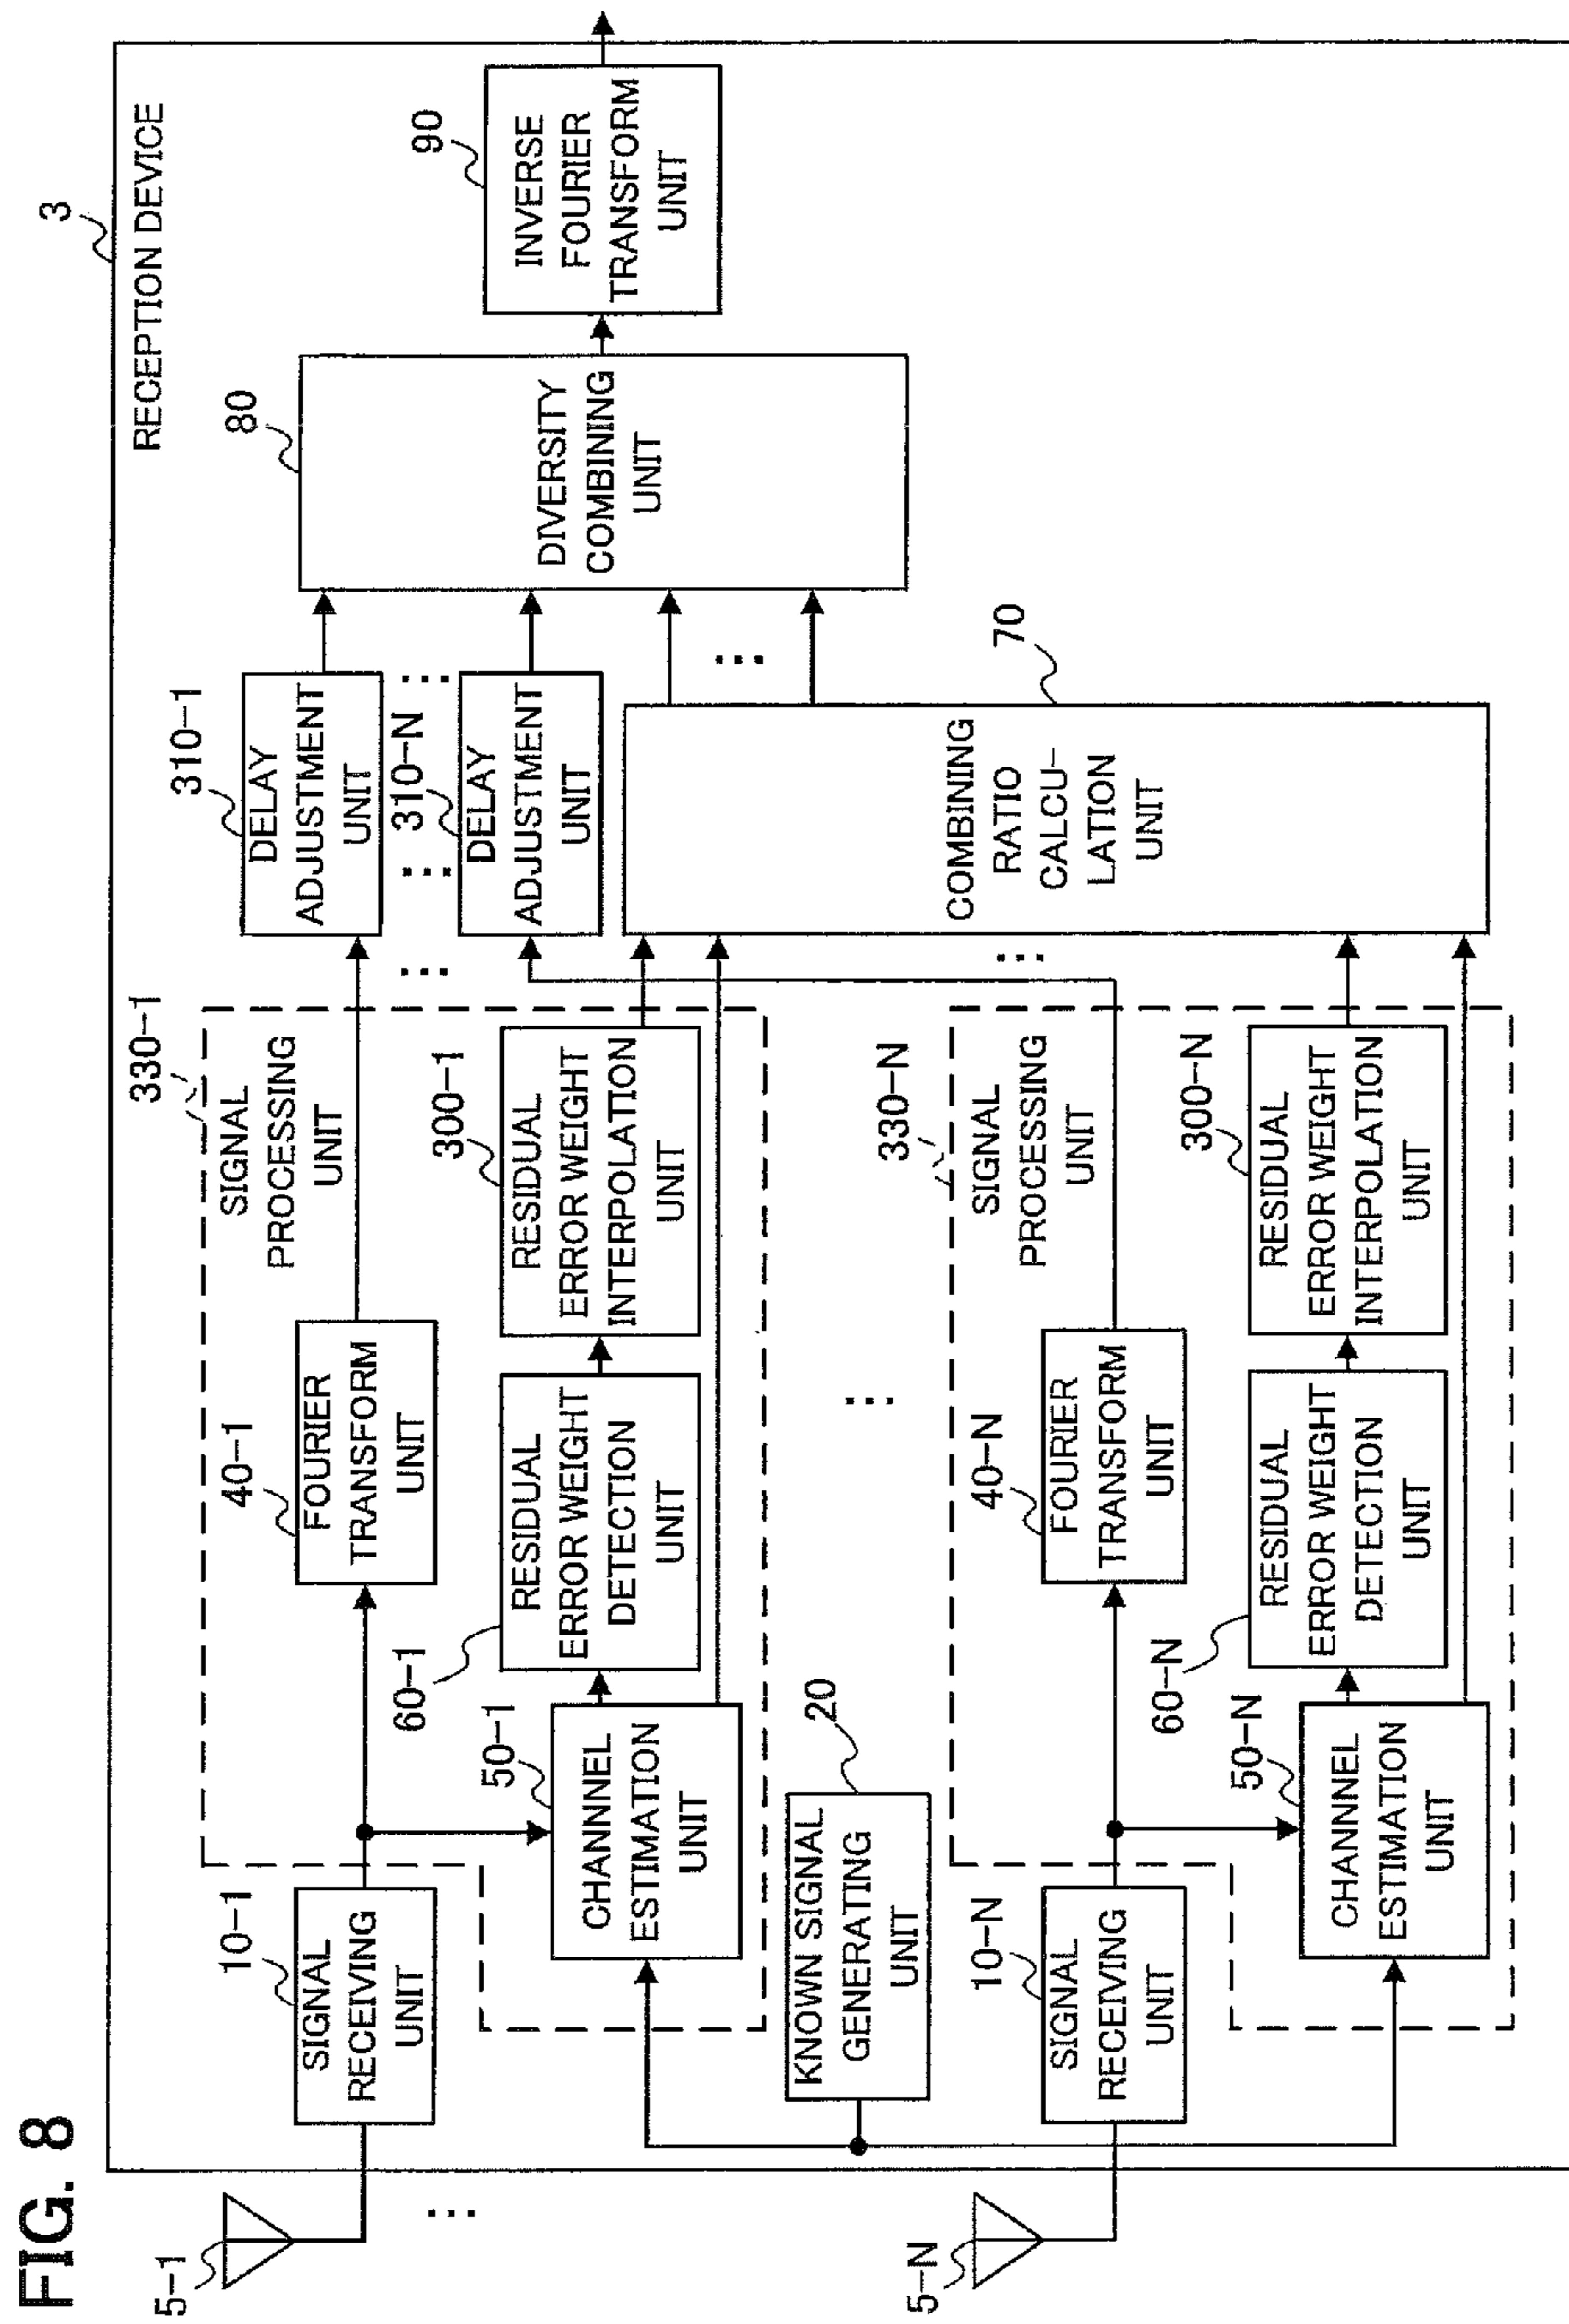 FIG. 8
3
RECEPTION DEVICE
5-1
10-1
SIGNAL
RECEIVING
UNIT
330-1
SIGNAL
PROCESSING
UNIT
40-1
FOURIER
TRANSFORM
UNIT
50-1
CHANNEL
ESTIMATION
UNIT
60-1
RESIDUAL
ERROR WEIGHT
DETECTION
UNIT
300-1
RESIDUAL
ERROR WEIGHT
INTERPOLATION
UNIT
310-1
DELAY
ADJUSTMENT
UNIT
...
...
310-N
DELAY
ADJUSTMENT
UNIT
...
80
DIVERSITY
COMBINING
UNIT
90
INVERSE
FOURIER
TRANSFORM
UNIT
...
70
COMBINING
RATIO
CALCU-
LATION
UNIT
...
...
20
KNOWN SIGNAL
GENERATING
UNIT
...
5-N
10-N
SIGNAL
RECEIVING
UNIT
330-N
SIGNAL
PROCESSING
UNIT
40-N
FOURIER
TRANSFORM
UNIT
50-N
CHANNEL
ESTIMATION
UNIT
60-N
RESIDUAL
ERROR WEIGHT
DETECTION
UNIT
300-N
RESIDUAL
ERROR WEIGHT
INTERPOLATION
UNIT